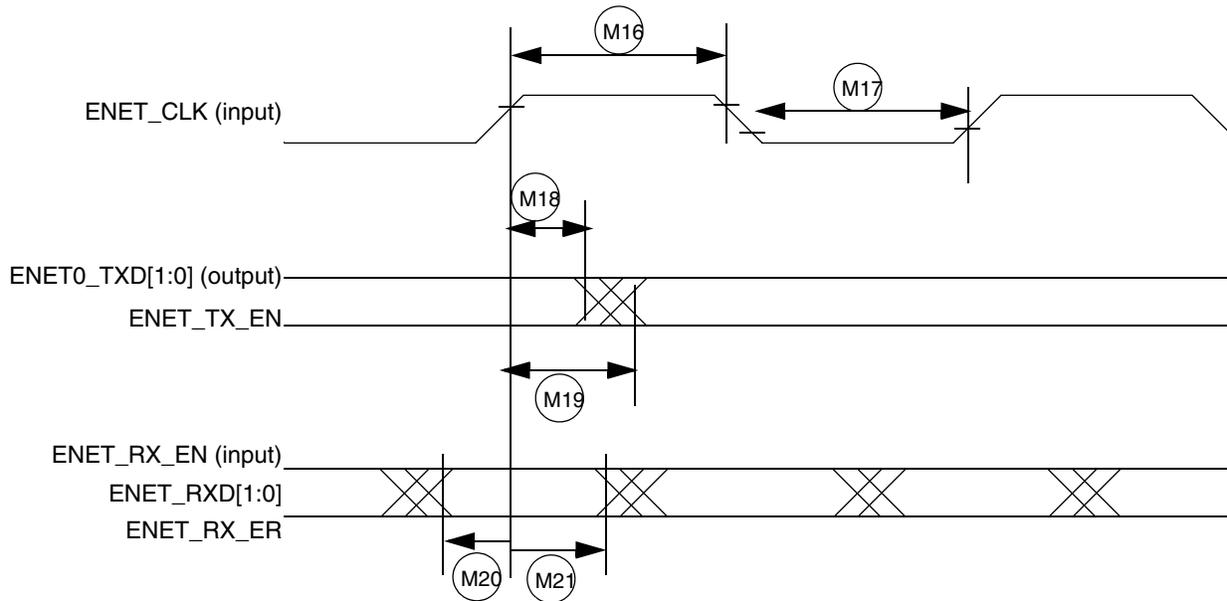 M16
ENET_CLK (input)
M17
M18
ENET0_TXD[1:0] (output)
ENET_TX_EN
M19
ENET_RX_EN (input)
ENET_RXD[1:0]
ENET_RX_ER
M20
M21